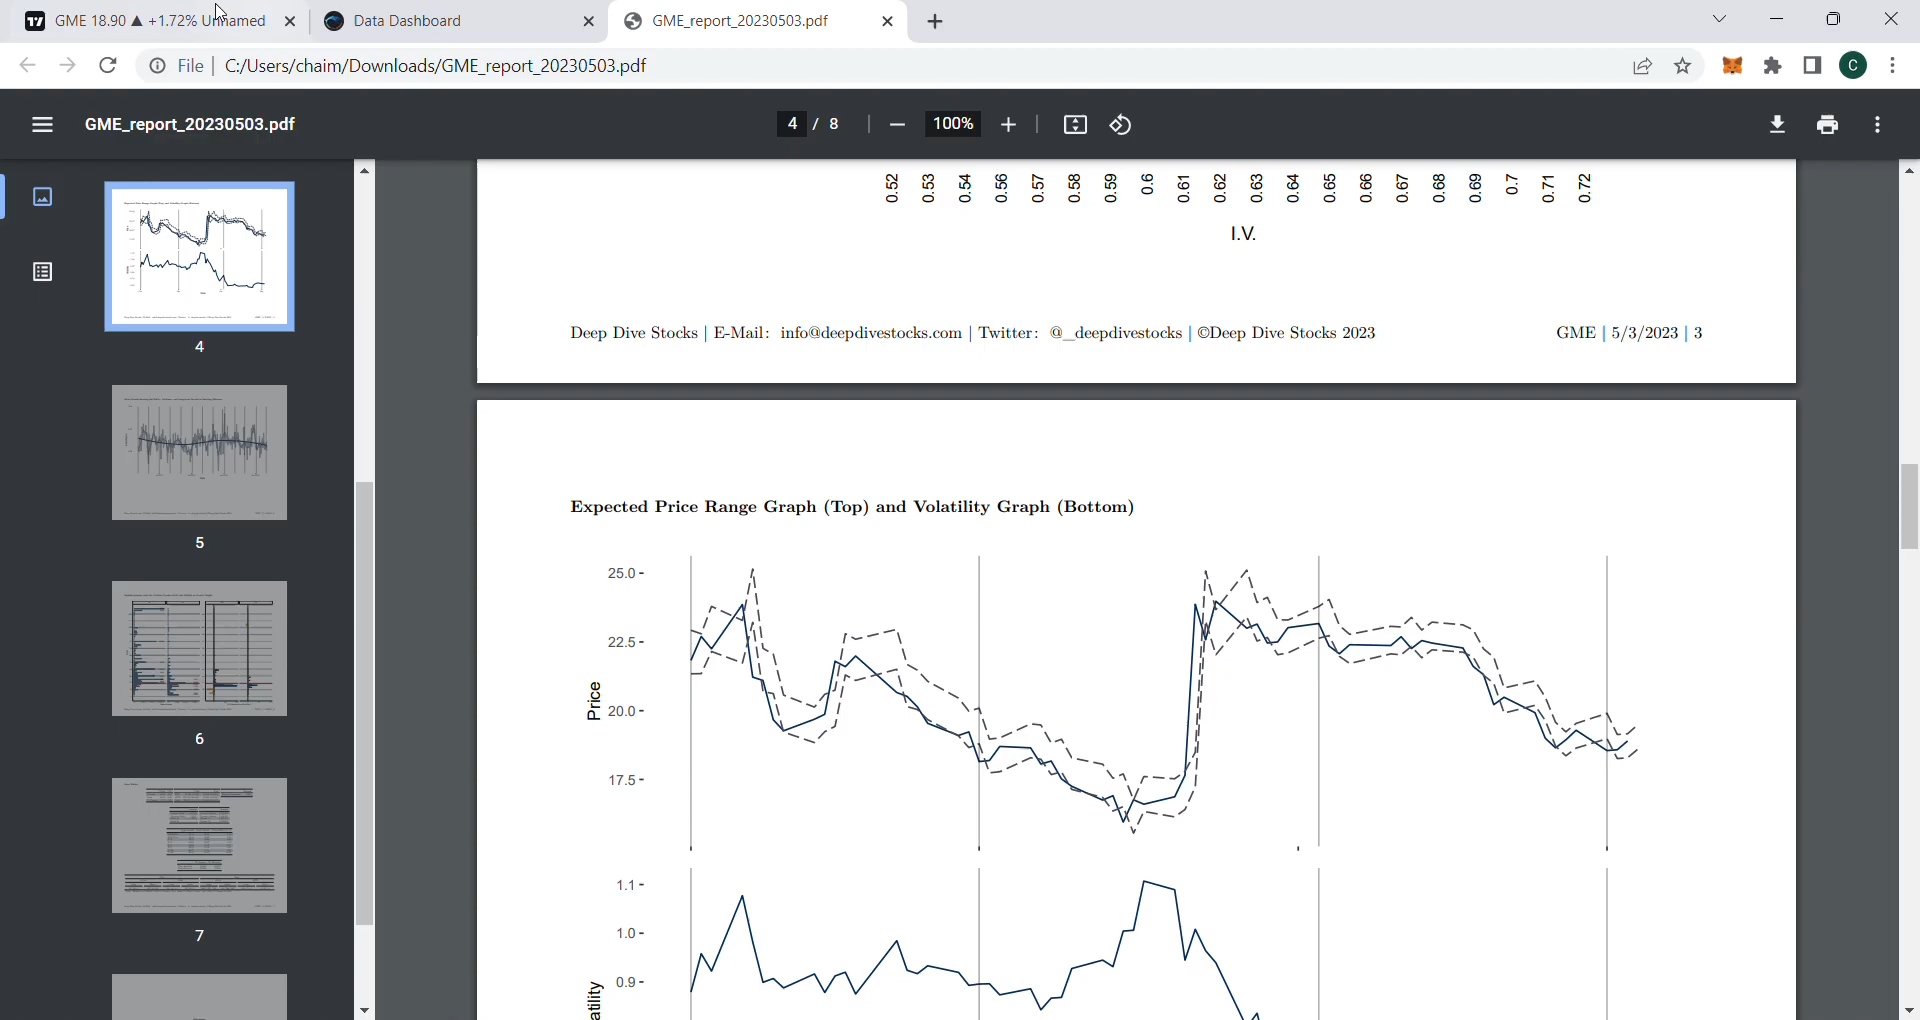 GME 18.90 ▲ +1.72% Unnamed
Data Dashboard
GME_report_20230503.pdf
File | C:/Users/chaim/Downloads/GME_report_20230503.pdf
C
GME_report_20230503.pdf
4 / 8
100%
4
5
6
7
0.52 0.53 0.54 0.56 0.57 0.58 0.59 0.6 0.61 0.62 0.63 0.64 0.65 0.66 0.67 0.68 0.69 0.7 0.71 0.72
I.V.
Deep Dive Stocks | E-Mail: info@deepdivestocks.com | Twitter: @_deepdivestocks | ©Deep Dive Stocks 2023
GME | 5/3/2023 | 3
Expected Price Range Graph (Top) and Volatility Graph (Bottom)
25.0
22.5
Price
20.0
17.5
1.1
1.0
0.9
atility